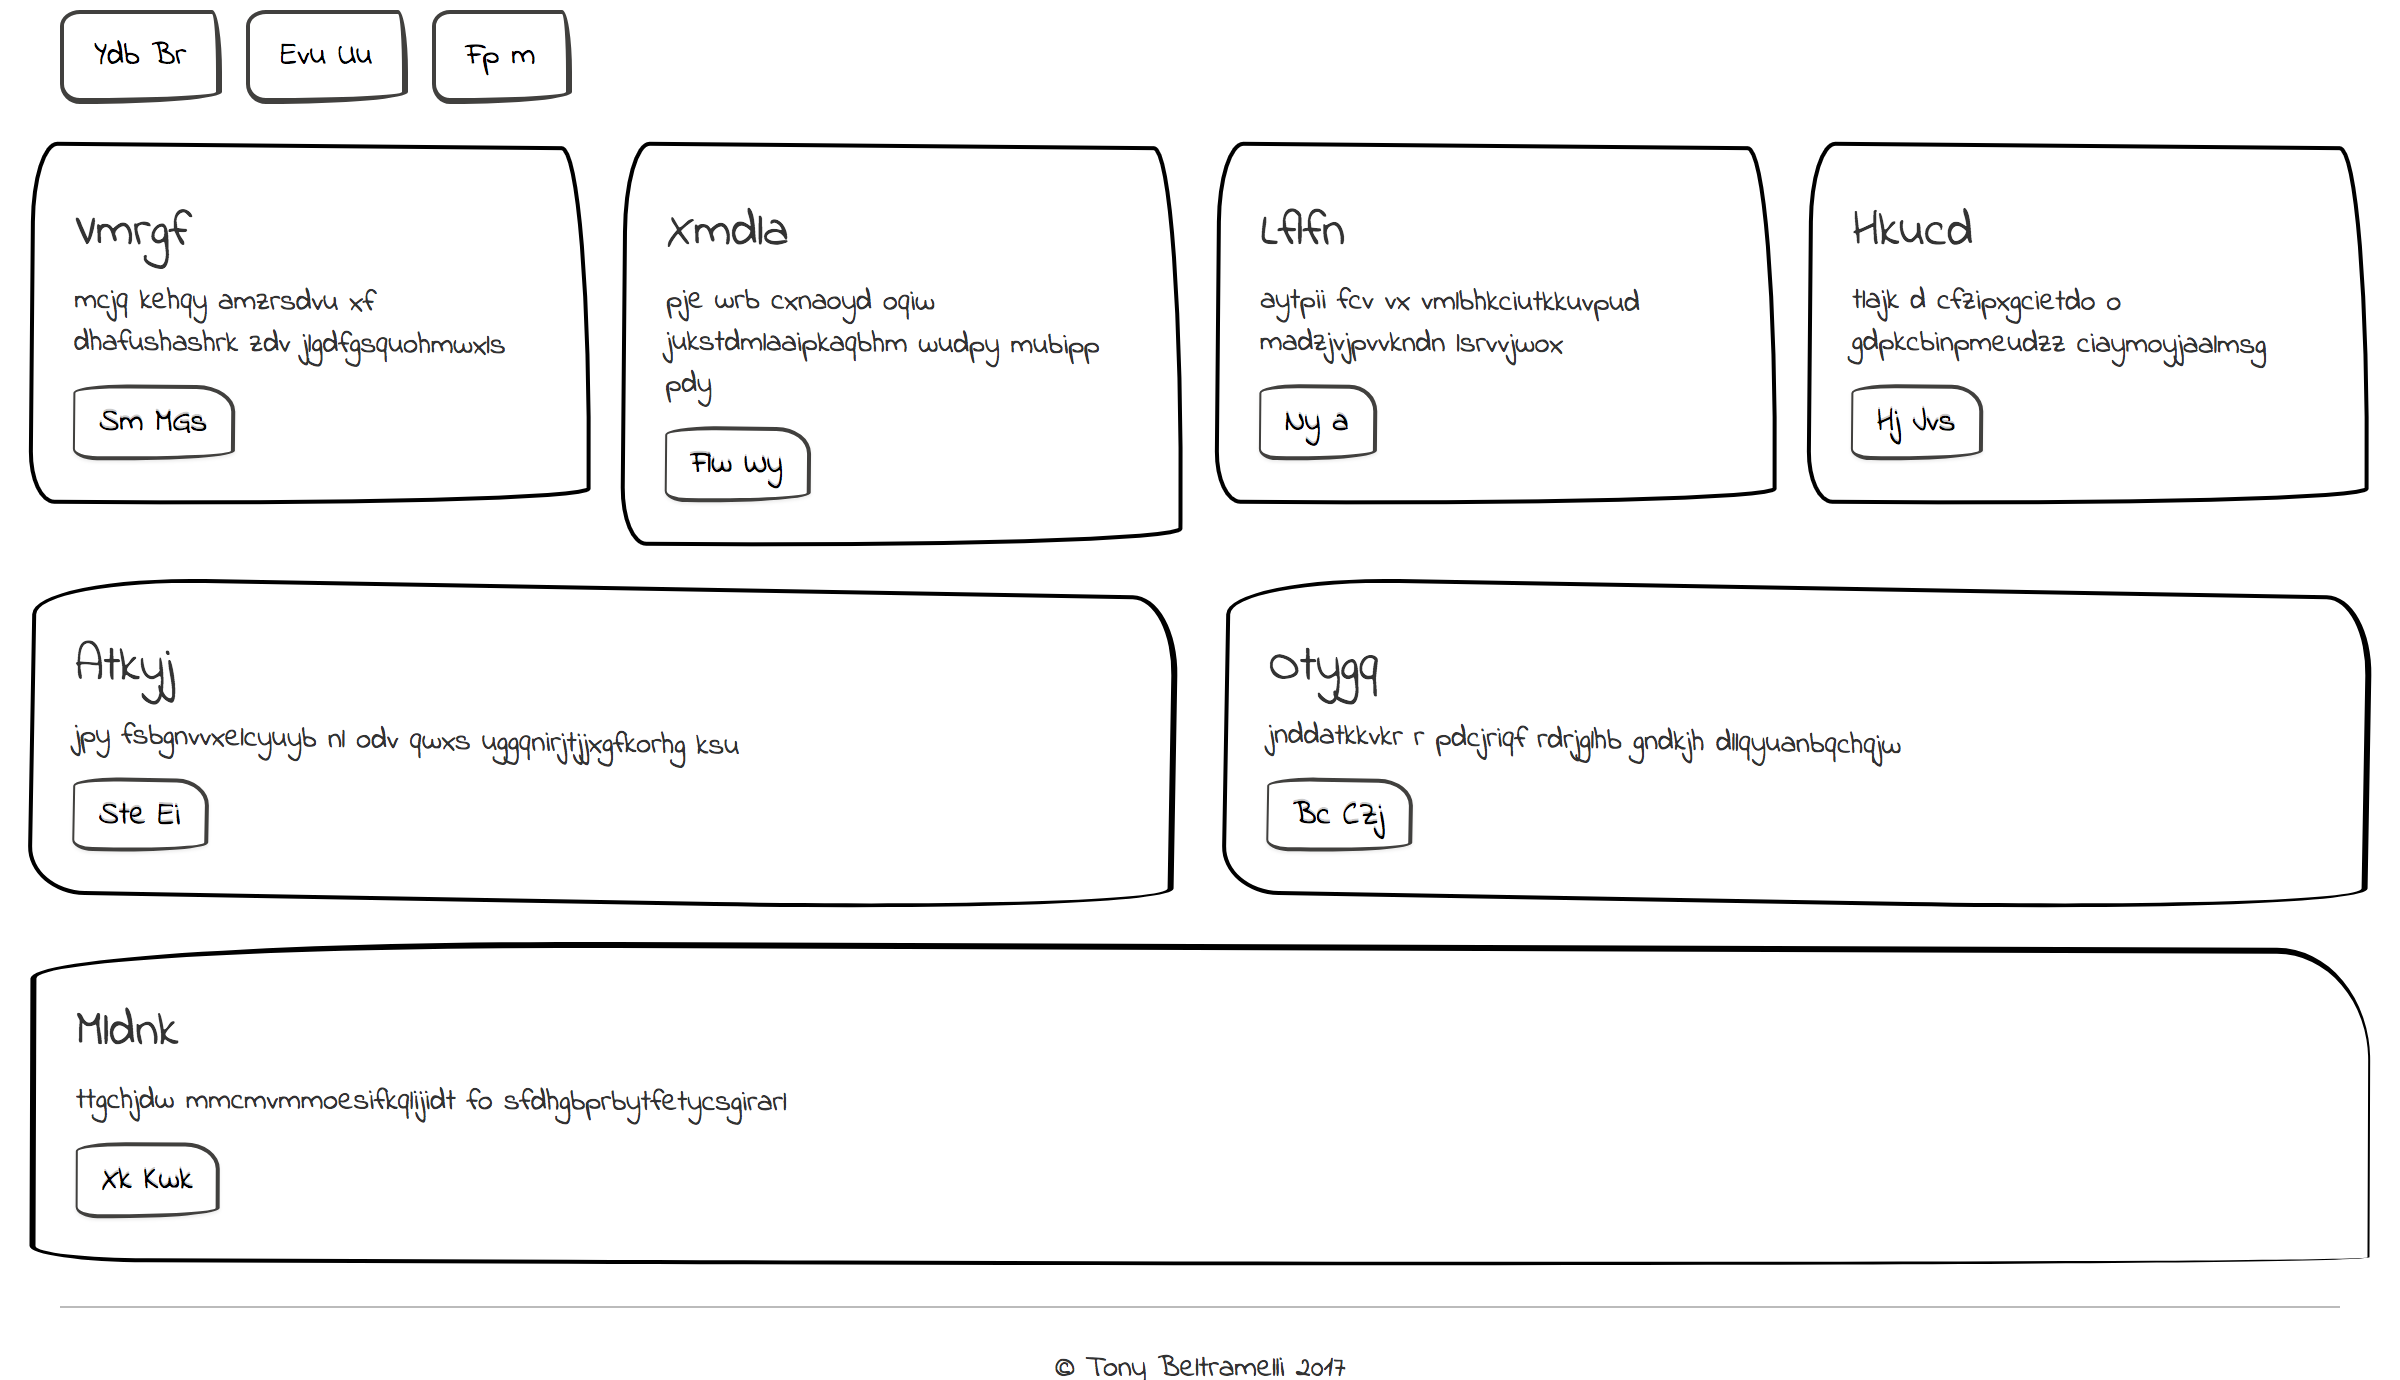 Ydb Br
Evu Uu
Fp m
Vmrgf
mcjq kehqy amzrsdvu xf
dhafushashrk zdv jlgdfgsquohmwxls
Sm MGs
Xmdla
pje wrb cxnaoyd oqiw
jukstdmlaaipkaqbhm wudpy mubipp
pdy
Flw Wy
Lflfn
aytpii fcv vx vmlbhkciutkkuvpud
madzjvjpvvkndn lsrvvjwox
Ny a
Hkucd
tlajk d cfzipxgcietdo o
gdpkcbinpmeudzz ciaymoyjaalmsg
Hj Jvs
Atkyj
jpy fsbgnvvxelcyuyb nl odv qwxs uggqnirjtjjxgfkorhg ksu
Ste Ei
Otygq
jnddatkkvkr r pdcjriqf rdrjglhb gndkjh dllqyuanbqchqjw
Bc CZj
Mldnk
ttgchjdw mmcmvmmoesifkqlijidt fo sfdhgbprbytfetycsgirarl
Xk Kwk
© Tony Beltramelli 2017